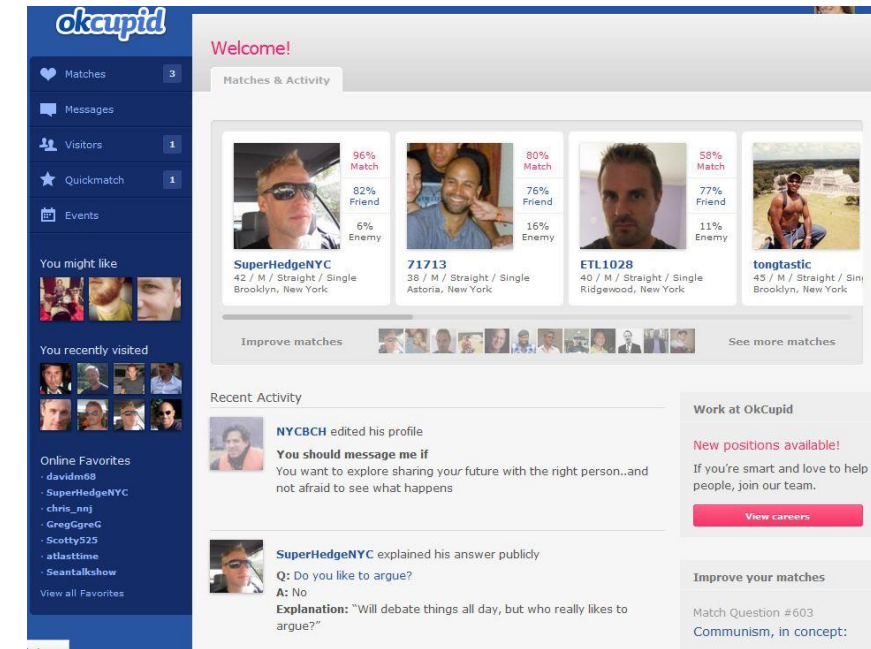 okcupid
Matches 3
Messages
Visitors 1
Quickmatch 1
Events
You might like
You recently visited
Online Favorites
· davidm68
· SuperHedgeNYC
· chris_nnj
· GregGgreG
· Scotty525
· atlasttime
· Seantalkshow
View all Favorites
Welcome!
Matches & Activity
96%
Match
82%
Friend
6%
Enemy
SuperHedgeNYC
42 / M / Straight / Single
Brooklyn, New York
80%
Match
76%
Friend
16%
Enemy
71713
38 / M / Straight / Single
Astoria, New York
58%
Match
77%
Friend
11%
Enemy
ETL1028
40 / M / Straight / Single
Ridgewood, New York
tongtastic
45 / M / Straight / Sin
Brooklyn, New York
Improve matches
See more matches
Recent Activity
NYCBCH edited his profile
You should message me if
You want to explore sharing your future with the right person..and
not afraid to see what happens
SuperHedgeNYC explained his answer publicly
Q: Do you like to argue?
A: No
Explanation: “Will debate things all day, but who really likes to
argue?”
Work at OkCupid
New positions available!
If you're smart and love to help
people, join our team.
View careers
Improve your matches
Match Question #603
Communism, in concept: